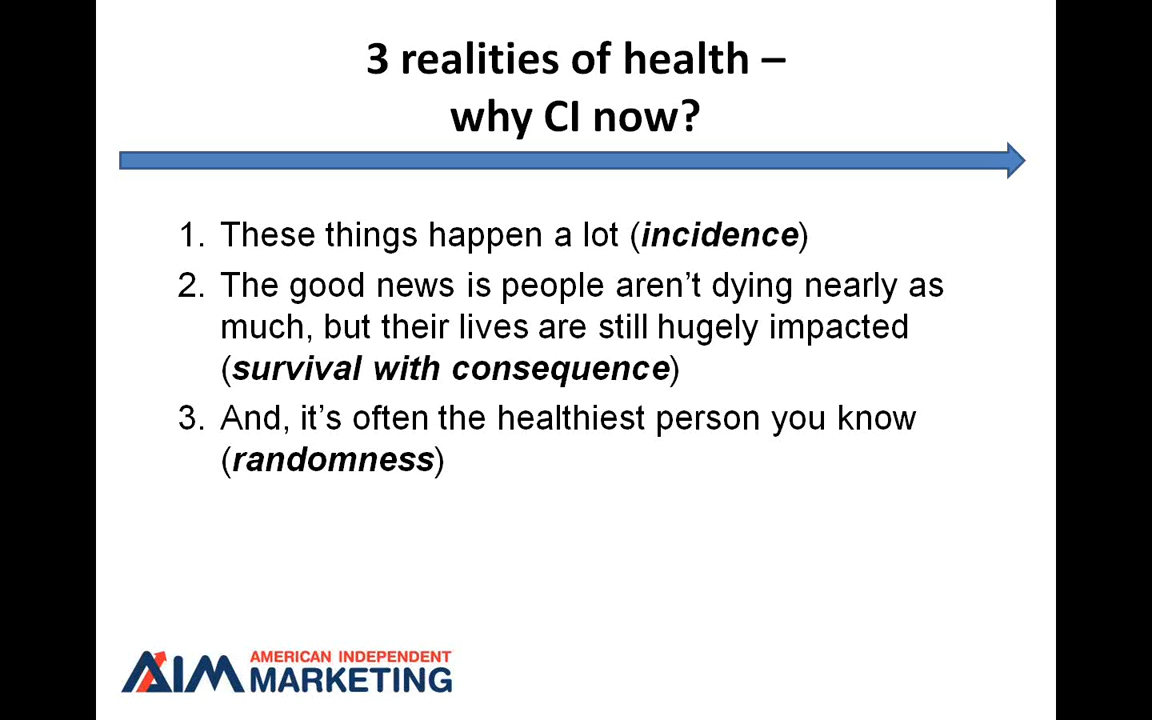 3 realities of health –
why CI now?
1. These things happen a lot (incidence)
2. The good news is people aren’t dying nearly as
much, but their lives are still hugely impacted
(survival with consequence)
3. And, it’s often the healthiest person you know
(randomness)
AIM AMERICAN INDEPENDENT
MARKETING